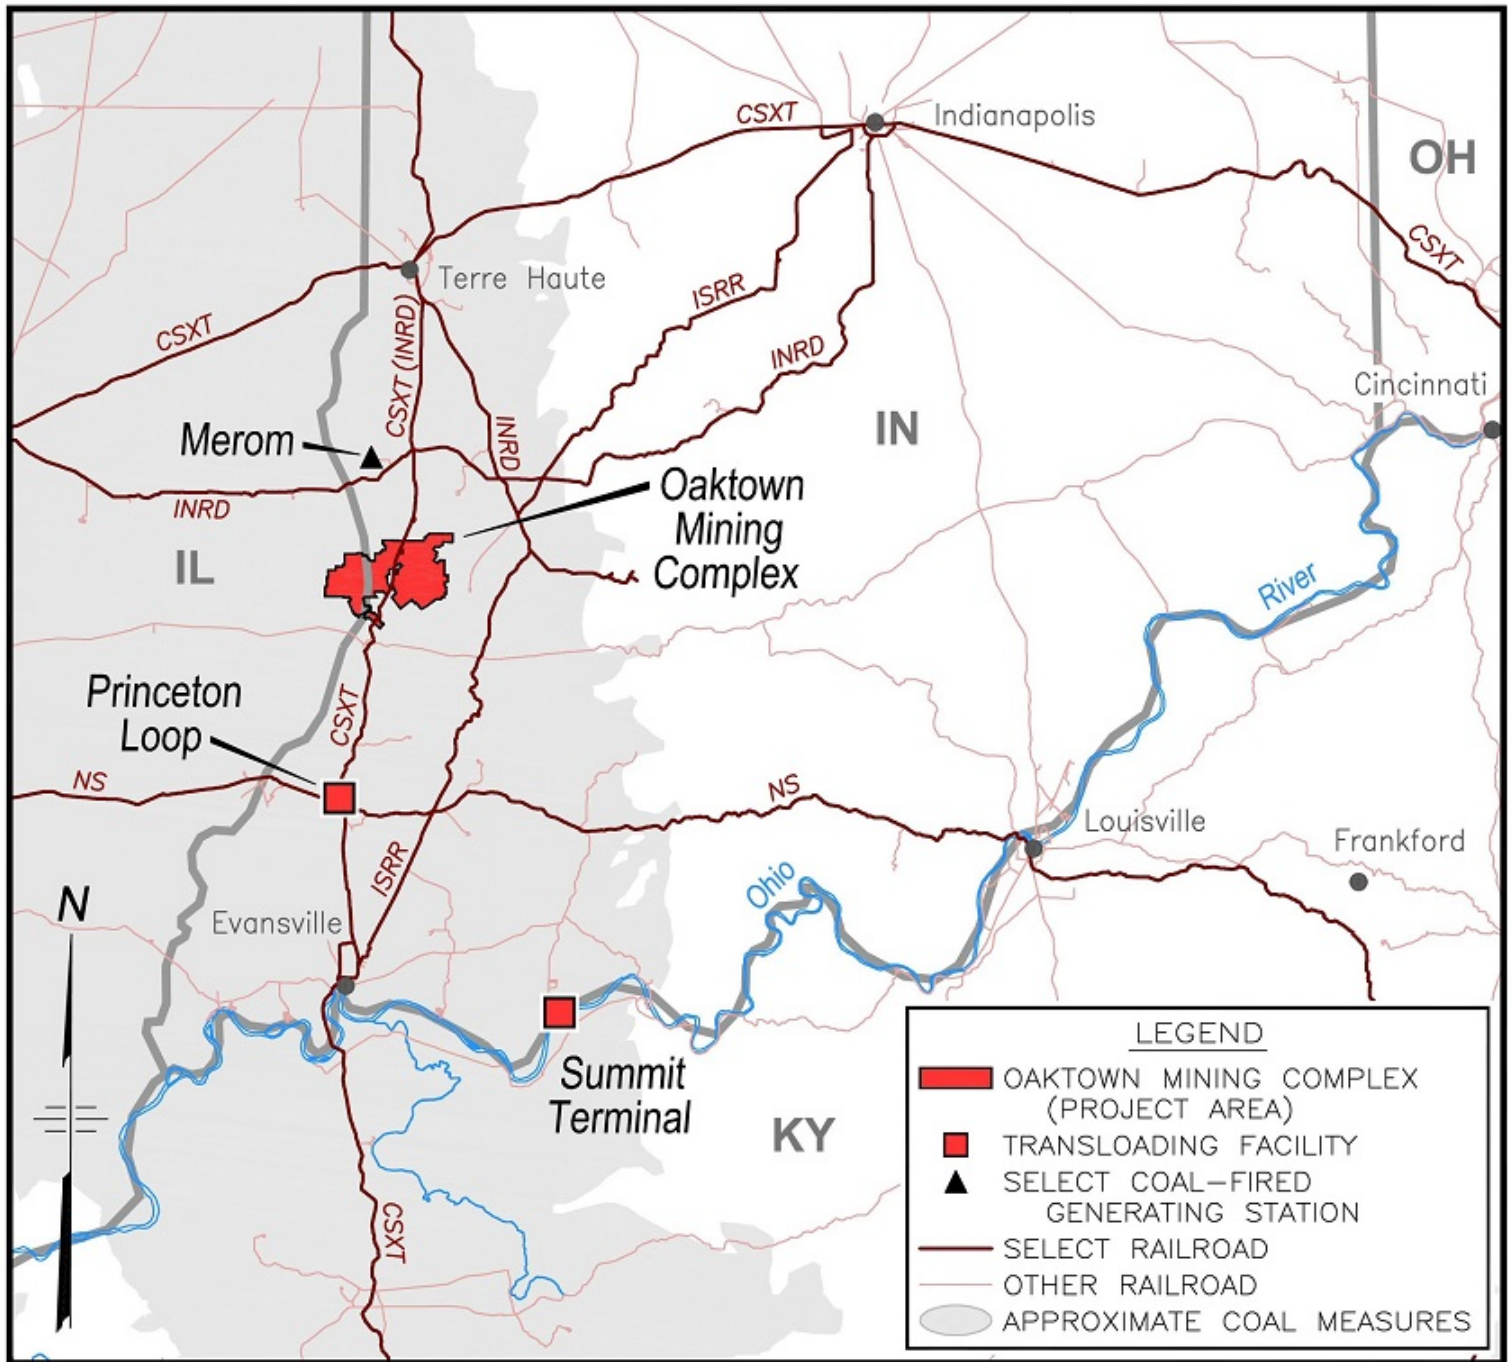 CSXT
Indianapolis
OH
CSXT
Terre Haute
CSXT
CSXT (INRD)
ISRR
INRD
Cincinnati
Merom
INRD
IN
Oaktown
Mining
Complex
INRD
IL
River
Princeton
Loop
CSXT
NS
NS
Louisville
Frankford
ISRR
Ohio
N
Evansville
Summit
Terminal
KY
CSXT
LEGEND
OAKTOWN MINING COMPLEX
(PROJECT AREA)
TRANSLOADING FACILITY
SELECT COAL-FIRED
GENERATING STATION
SELECT RAILROAD
OTHER RAILROAD
APPROXIMATE COAL MEASURES